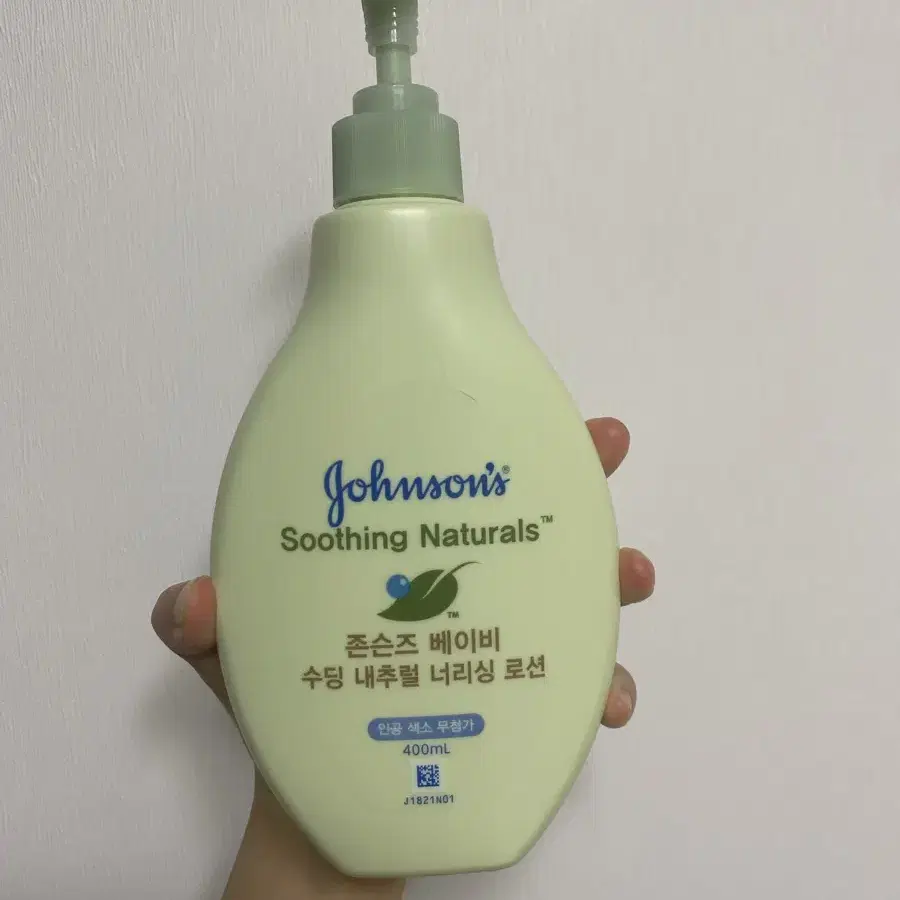 Johnson's®
Soothing Naturals™
™
존슨즈 베이비
수딩 내추럴 너리싱 로션
인공 색소 무첨가
400mL
J1821N01